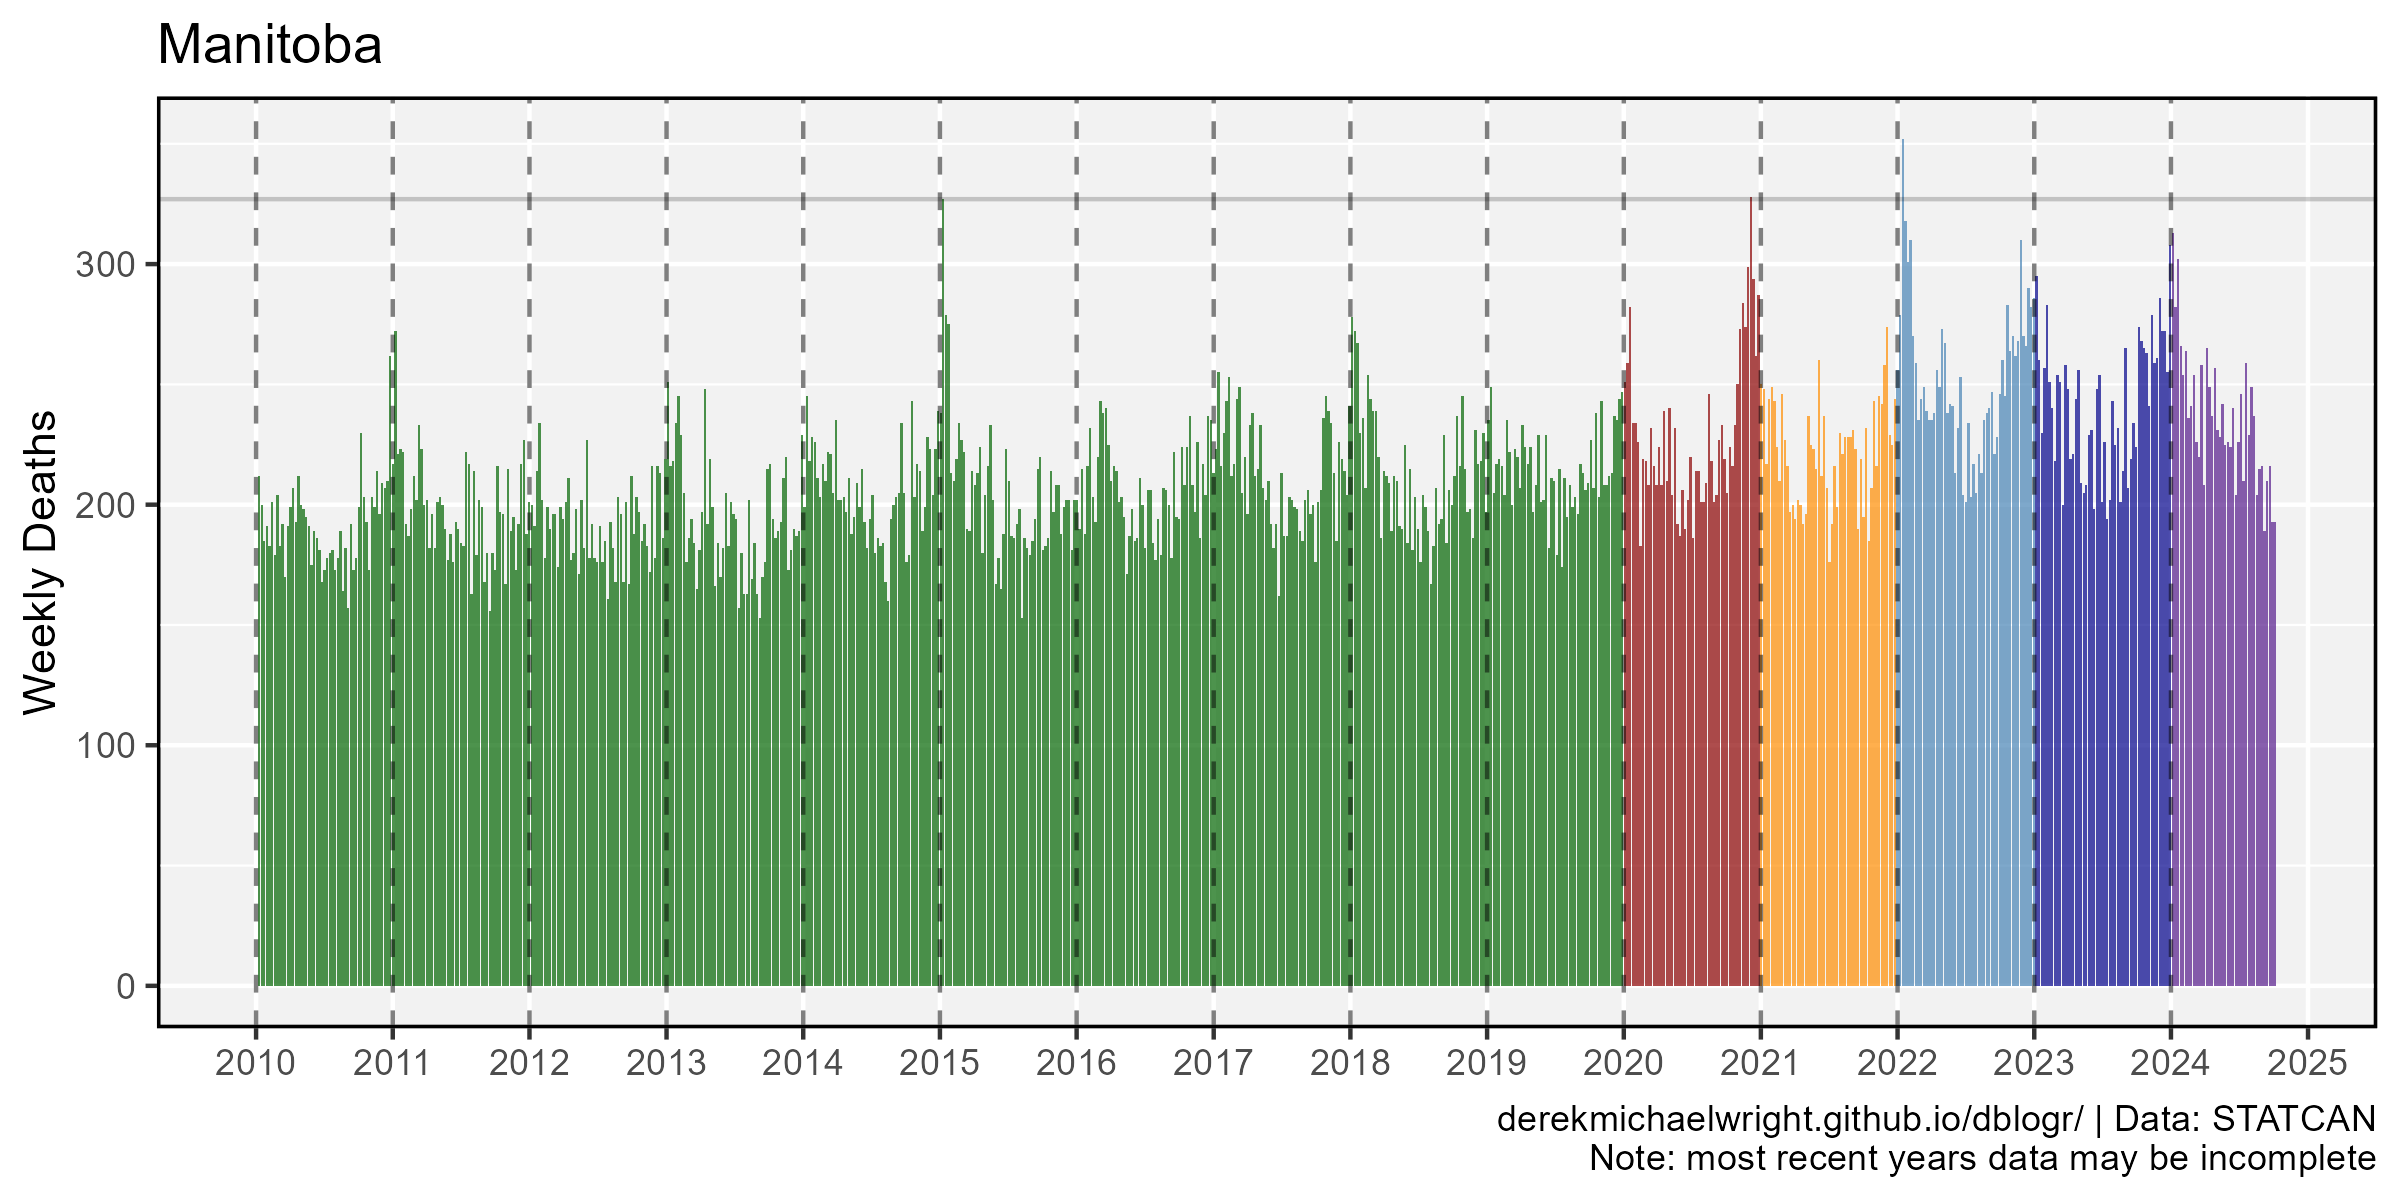 Manitoba
Weekly Deaths
300
200
100
0
2010 2011 2012 2013 2014 2015 2016 2017 2018 2019 2020 2021 2022 2023 2024 2025
derekmichaelwright.github.io/dblogr/ | Data: STATCAN
Note: most recent years data may be incomplete